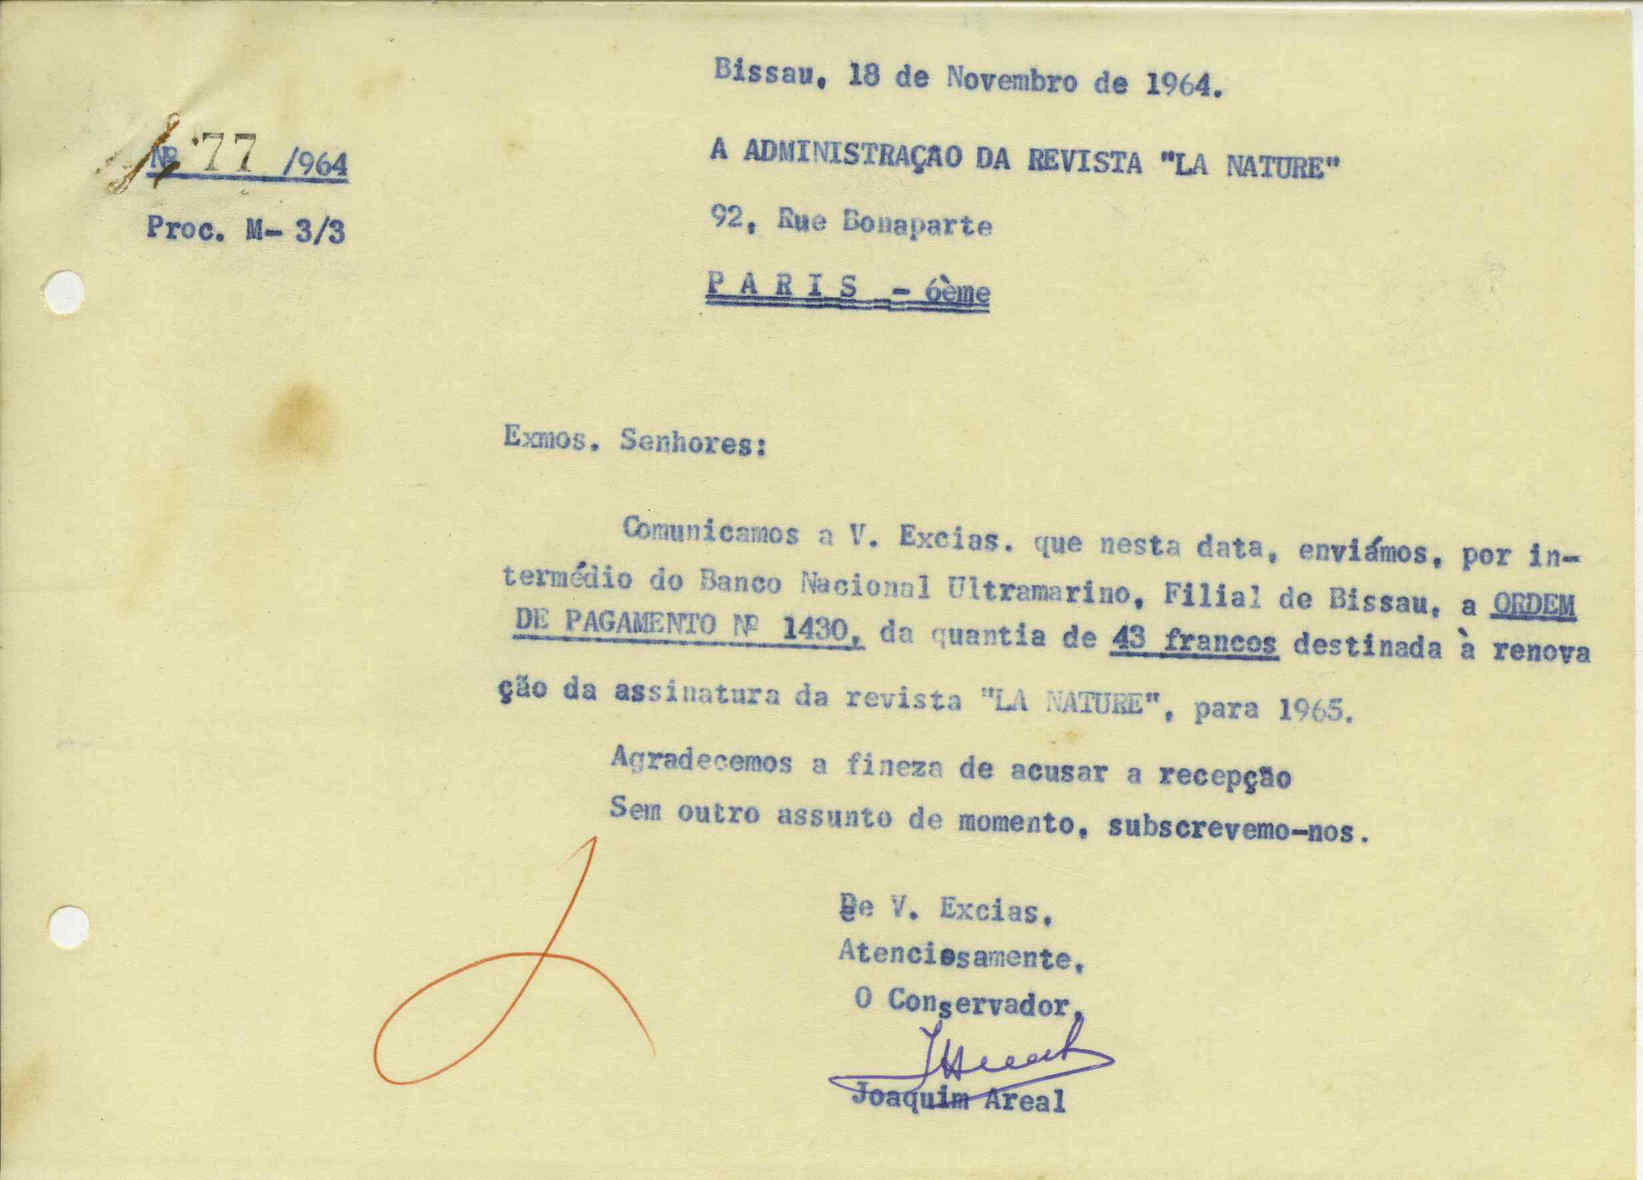 Bissau, 18 de Novembro de 1964.
Nº 77 /964
A ADMINISTRAÇÃO DA REVISTA "LA NATURE"
Proc. M- 3/3
92, Rue Bonaparte
P A R I S - 6ème
Exmos. Senhores:
Comunicamos a V. Excias. que nesta data, enviámos, por in-
termédio do Banco Nacional Ultramarino, Filial de Bissau, a ORDEM
DE PAGAMENTO Nº 1430, da quantia de 43 francos destinada à renova
ção da assinatura da revista "LA NATURE", para 1965.
Agradecemos a fineza de acusar a recepção
Sem outro assunto de momento, subscrevemo-nos.
De V. Excias.
Atenciosamente,
O Conservador,
Joaquim Areal